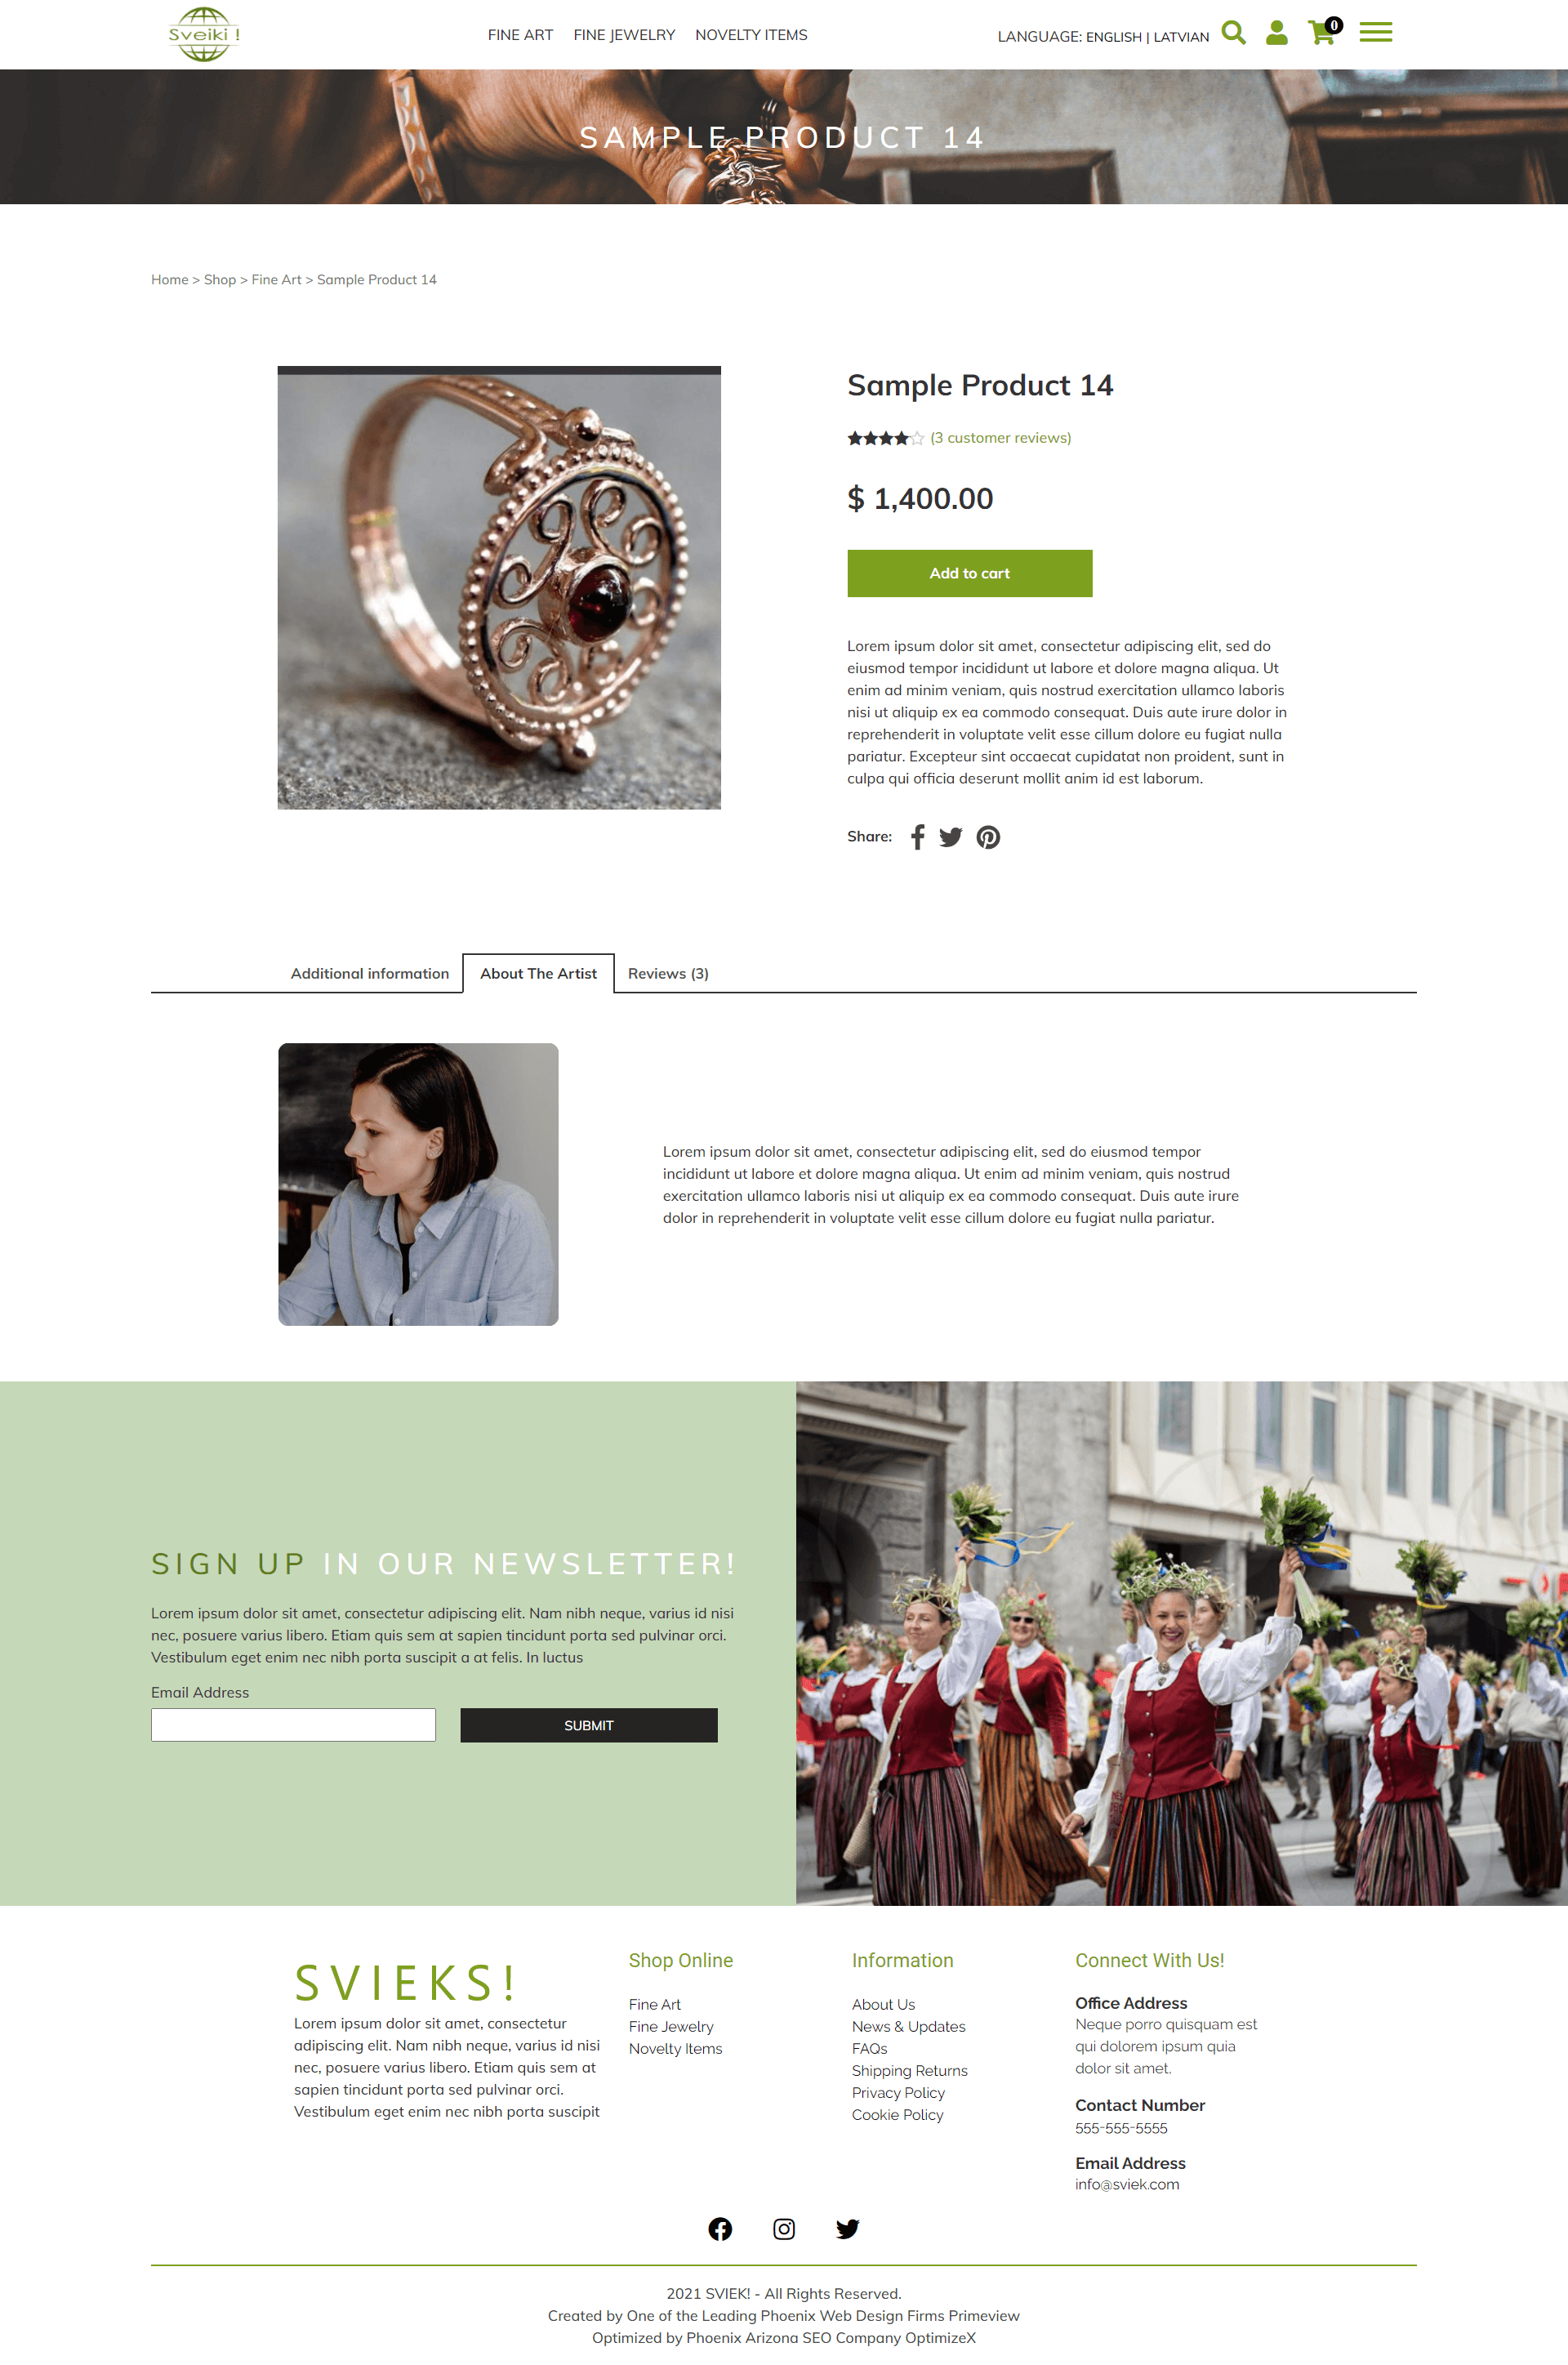 Sveiki !
FINE ART FINE JEWELRY NOVELTY ITEMS
LANGUAGE: ENGLISH | LATVIAN
0
SAMPLE PRODUCT 14
Home > Shop > Fine Art > Sample Product 14
Sample Product 14
(3 customer reviews)
$ 1,400.00
Add to cart
Lorem ipsum dolor sit amet, consectetur adipiscing elit, sed do
eiusmod tempor incididunt ut labore et dolore magna aliqua. Ut
enim ad minim veniam, quis nostrud exercitation ullamco laboris
nisi ut aliquip ex ea commodo consequat. Duis aute irure dolor in
reprehenderit in voluptate velit esse cillum dolore eu fugiat nulla
pariatur. Excepteur sint occaecat cupidatat non proident, sunt in
culpa qui officia deserunt mollit anim id est laborum.
Share:
Additional information About The Artist Reviews (3)
Lorem ipsum dolor sit amet, consectetur adipiscing elit, sed do eiusmod tempor
incididunt ut labore et dolore magna aliqua. Ut enim ad minim veniam, quis nostrud
exercitation ullamco laboris nisi ut aliquip ex ea commodo consequat. Duis aute irure
dolor in reprehenderit in voluptate velit esse cillum dolore eu fugiat nulla pariatur.
SIGN UP IN OUR NEWSLETTER!
Lorem ipsum dolor sit amet, consectetur adipiscing elit. Nam nibh neque, varius id nisi
nec, posuere varius libero. Etiam quis sem at sapien tincidunt porta sed pulvinar orci.
Vestibulum eget enim nec nibh porta suscipit a at felis. In luctus
Email Address
SUBMIT
SVIEKS!
Lorem ipsum dolor sit amet, consectetur
adipiscing elit. Nam nibh neque, varius id nisi
nec, posuere varius libero. Etiam quis sem at
sapien tincidunt porta sed pulvinar orci.
Vestibulum eget enim nec nibh porta suscipit
Shop Online
Fine Art
Fine Jewelry
Novelty Items
Information
About Us
News & Updates
FAQs
Shipping Returns
Privacy Policy
Cookie Policy
Connect With Us!
Office Address
Neque porro quisquam est
qui dolorem ipsum quia
dolor sit amet.
Contact Number
555-555-5555
Email Address
info@sviek.com
2021 SVIEK! - All Rights Reserved.
Created by One of the Leading Phoenix Web Design Firms Primeview
Optimized by Phoenix Arizona SEO Company OptimizeX